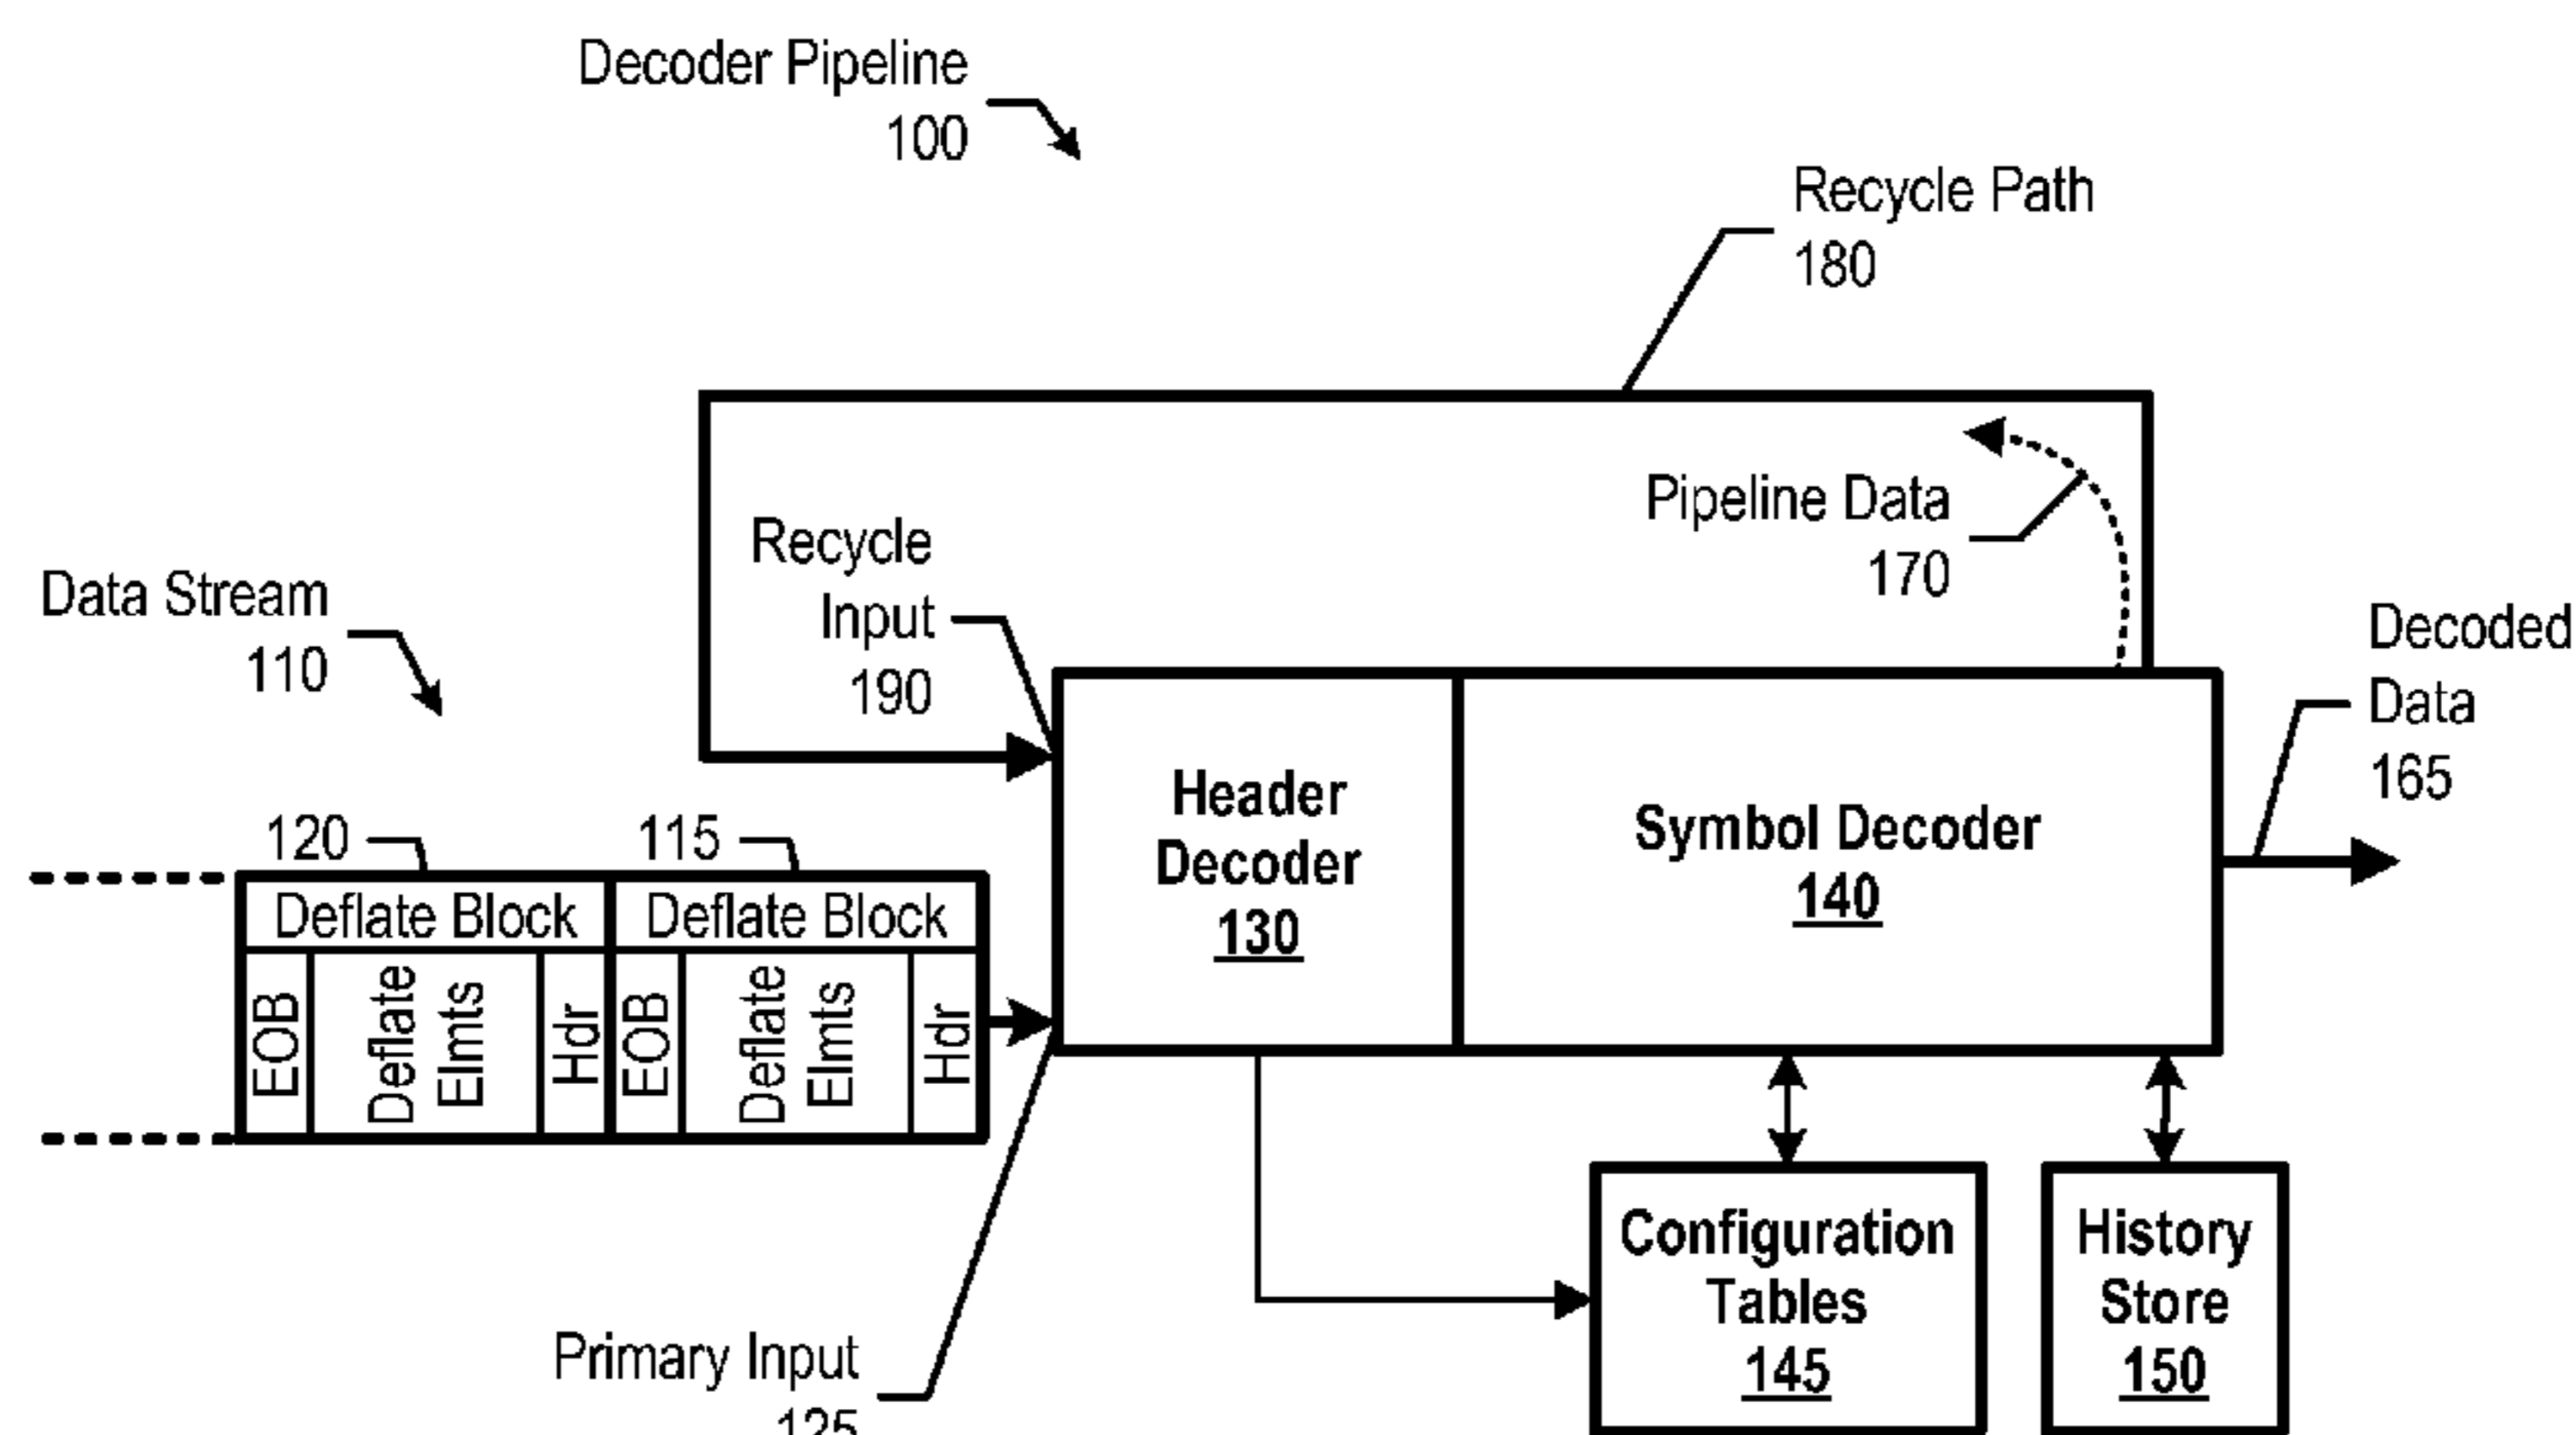 Decoder Pipeline
100
Recycle Path
180
Pipeline Data
170
Recycle
Input
190
Data Stream
110
Decoded
Data
165
Header
Decoder
130
Symbol Decoder
140
120
115
Deflate Block
Deflate Block
EOB
Deflate
Elmts
Hdr
EOB
Deflate
Elmts
Hdr
Configuration
Tables
145
History
Store
150
Primary Input
125